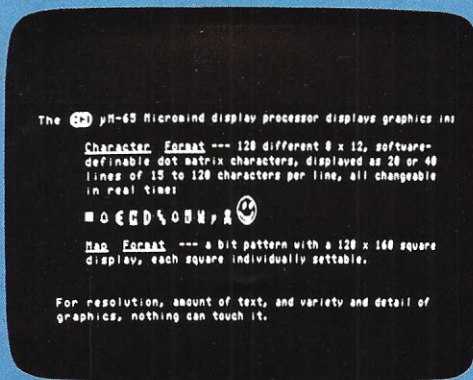 The ECD μM-65 Micromind display processor displays graphics in:
Character Format --- 128 different 8 x 12, software-
definable dot matrix characters, displayed as 20 or 40
lines of 15 to 120 characters per line, all changeable
in real time:
Map Format --- a bit pattern with a 120 x 160 square
display, each square individually settable.
For resolution, amount of text, and variety and detail of
graphics, nothing can touch it.